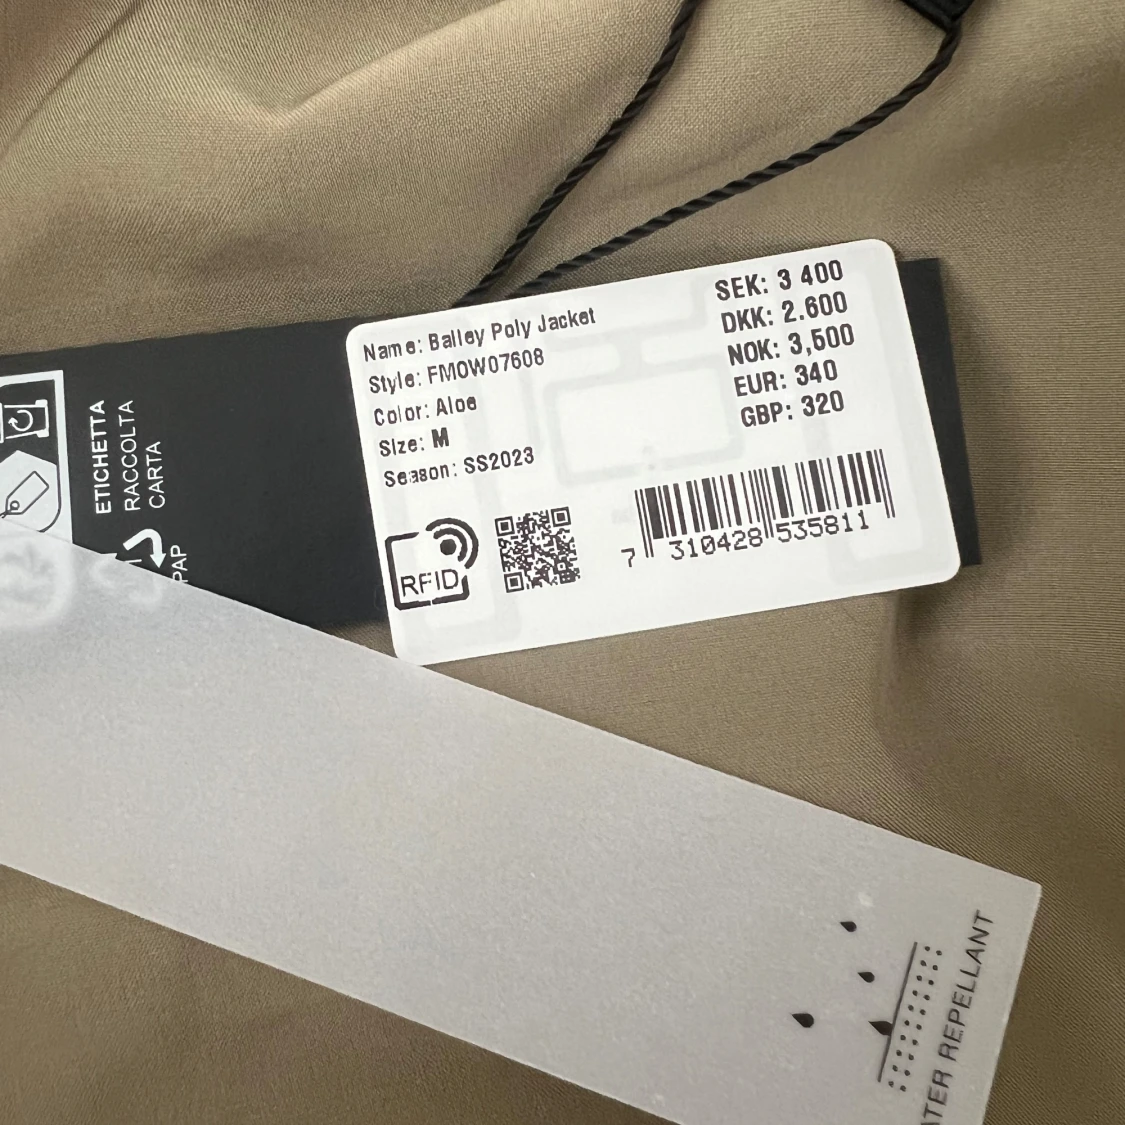 Name: Balley Poly Jacket
Style: FMOW07608
Color: Aloe
Size: M
Season: SS2023
SEK: 3 400
DKK: 2.600
NOK: 3,500
EUR: 340
GBP: 320
RFID
7 310428 535811
ETICHETTA
RACCOLTA
CARTA
PAP
ATER REPELLANT